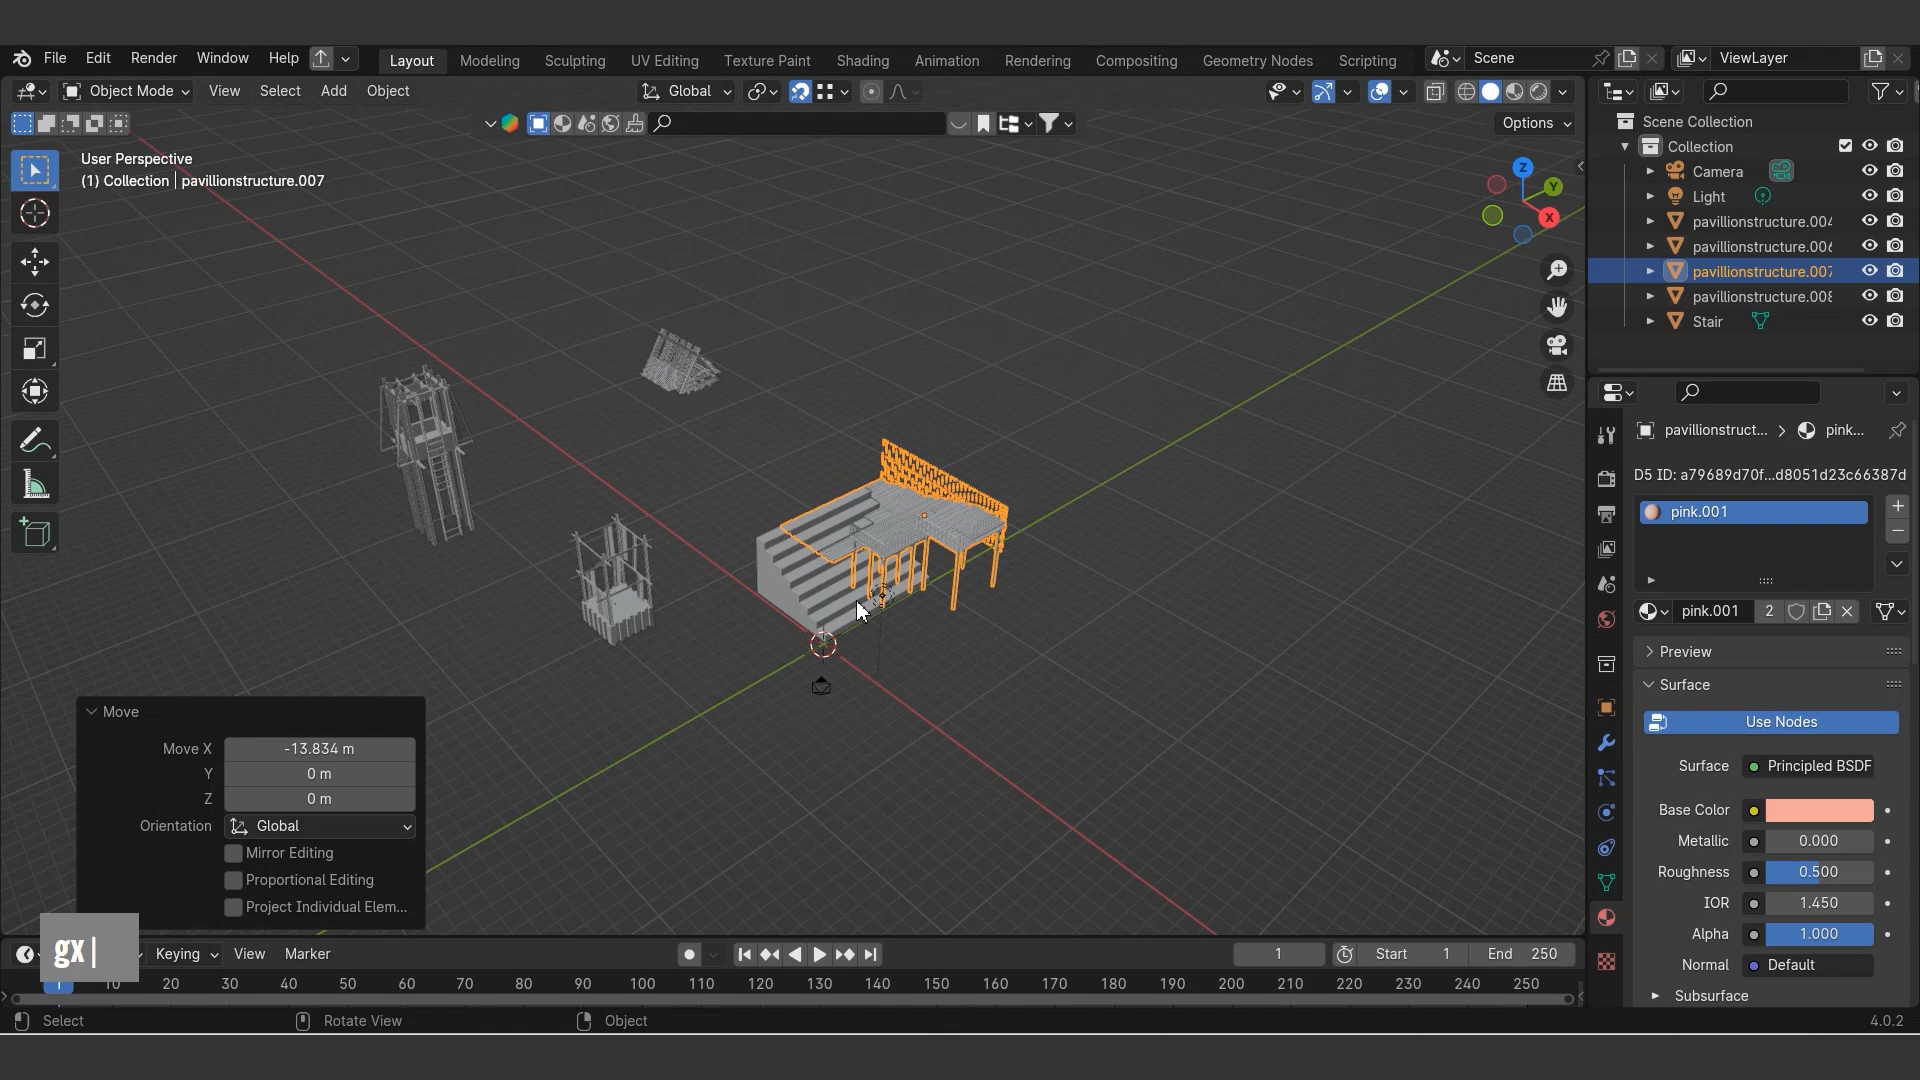 File Edit Render Window Help
Layout Modeling Sculpting UV Editing Texture Paint Shading Animation Rendering Compositing Geometry Nodes Scripting
Scene
ViewLayer
Object Mode View Select Add Object
Global
Options
User Perspective
(1) Collection | pavillionstructure.007
Z
Y
X
Scene Collection
Collection
Camera
Light
pavillionstructure.004
pavillionstructure.006
pavillionstructure.007
pavillionstructure.008
Stair
pavillionstruct... > pink...
D5 ID: a79689d70f...d8051d23c66387d
pink.001
pink.001 2
Preview
Surface
Use Nodes
Surface Principled BSDF
Base Color
Metallic 0.000
Roughness 0.500
IOR 1.450
Alpha 1.000
Normal Default
Subsurface
Move
Move X -13.834 m
Y 0 m
Z 0 m
Orientation Global
Mirror Editing
Proportional Editing
Project Individual Elem...
gx|
Keying View Marker
1
Start 1 End 250
1 10 20 30 40 50 60 70 80 90 100 110 120 130 140 150 160 170 180 190 200 210 220 230 240 250
Select Rotate View Object
4.0.2